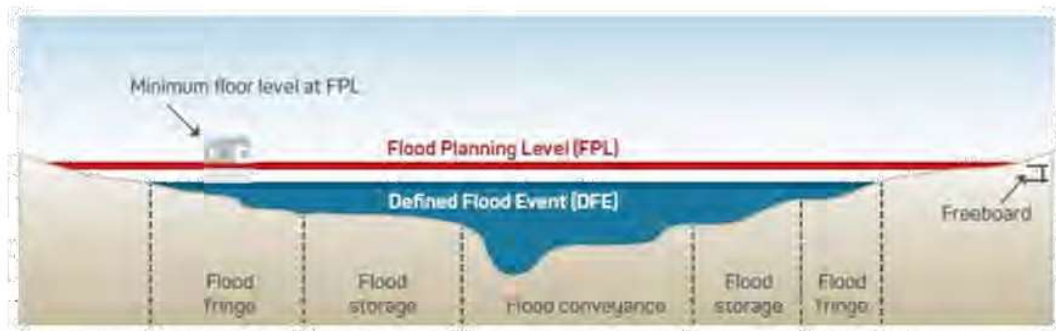 Minimum floor level at FPL
Flood Planning Level (FPL)
Defined Flood Event (DFE)
Freeboard
Flood
fringe
Flood
storage
Flood conveyance
Flood
storage
Flood
fringe